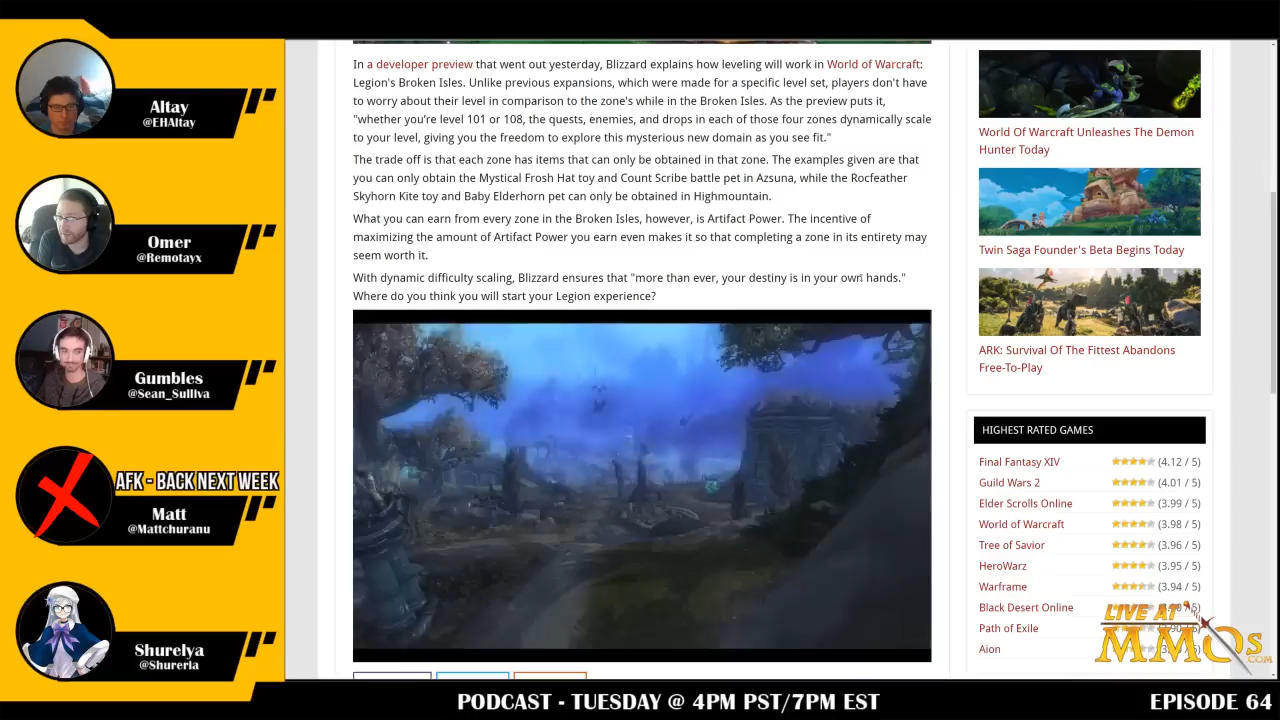 Altay
@EHAltay
Omer
@Remotayx
Gumbles
@Sean_Sulliva
AFK - BACK NEXT WEEK
Matt
@Mattchuranu
Shurelya
@Shureria
In a developer preview that went out yesterday, Blizzard explains how leveling will work in World of Warcraft:
Legion's Broken Isles. Unlike previous expansions, which were made for a specific level set, players don't have
to worry about their level in comparison to the zone's while in the Broken Isles. As the preview puts it,
"whether you're level 101 or 108, the quests, enemies, and drops in each of those four zones dynamically scale
to your level, giving you the freedom to explore this mysterious new domain as you see fit."
The trade off is that each zone has items that can only be obtained in that zone. The examples given are that
you can only obtain the Mystical Frosh Hat toy and Count Scribe battle pet in Azsuna, while the Rocfeather
Skyhorn Kite toy and Baby Elderhorn pet can only be obtained in Highmountain.
What you can earn from every zone in the Broken Isles, however, is Artifact Power. The incentive of
maximizing the amount of Artifact Power you earn even makes it so that completing a zone in its entirety may
seem worth it.
With dynamic difficulty scaling, Blizzard ensures that "more than ever, your destiny is in your own hands."
Where do you think you will start your Legion experience?
World Of Warcraft Unleashes The Demon
Hunter Today
Twin Saga Founder's Beta Begins Today
ARK: Survival Of The Fittest Abandons
Free-To-Play
HIGHEST RATED GAMES
Final Fantasy XIV (4.12 / 5)
Guild Wars 2 (4.01 / 5)
Elder Scrolls Online (3.99 / 5)
World of Warcraft (3.98 / 5)
Tree of Savior (3.96 / 5)
HeroWarz (3.95 / 5)
Warframe (3.94 / 5)
Black Desert Online
Path of Exile
Aion
LIVE AT
MMOs
.COM
PODCAST - TUESDAY @ 4PM PST/7PM EST
EPISODE 64